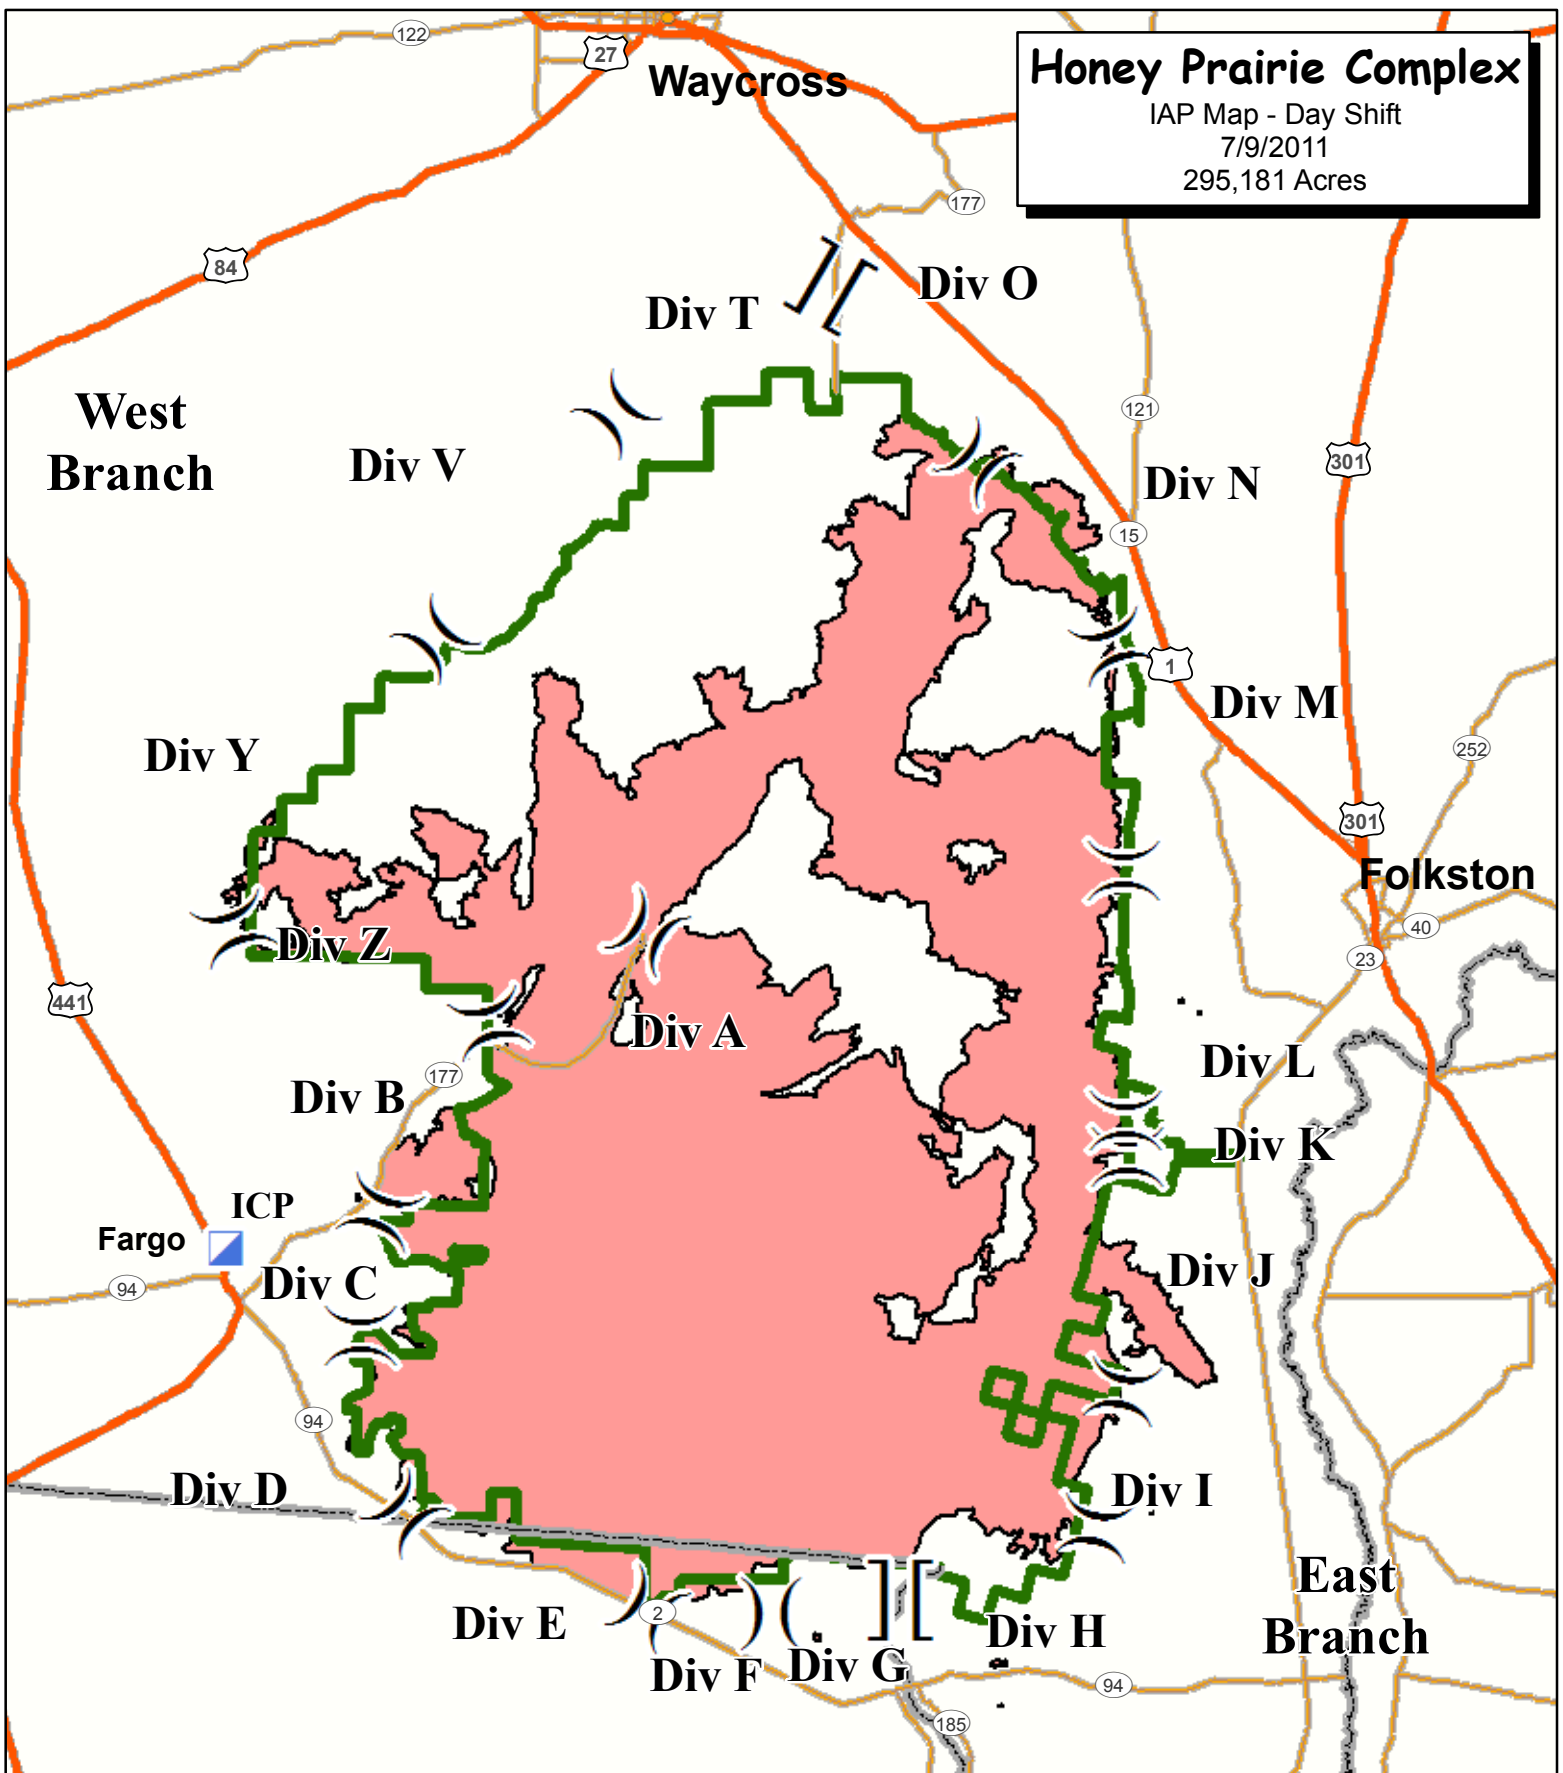 122
27
Waycross
Honey Prairie Complex
IAP Map - Day Shift
7/9/2011
295,181 Acres
177
84
Div O
Div T
West
Branch
121
Div V
301
Div N
15
1
Div M
Div Y
252
301
Folkston
40
Div Z
23
441
Div A
Div L
177
Div B
Div K
ICP
Fargo
Div J
94
Div C
94
Div D
Div I
East
Branch
2
Div E
Div H
Div F
Div G
94
185